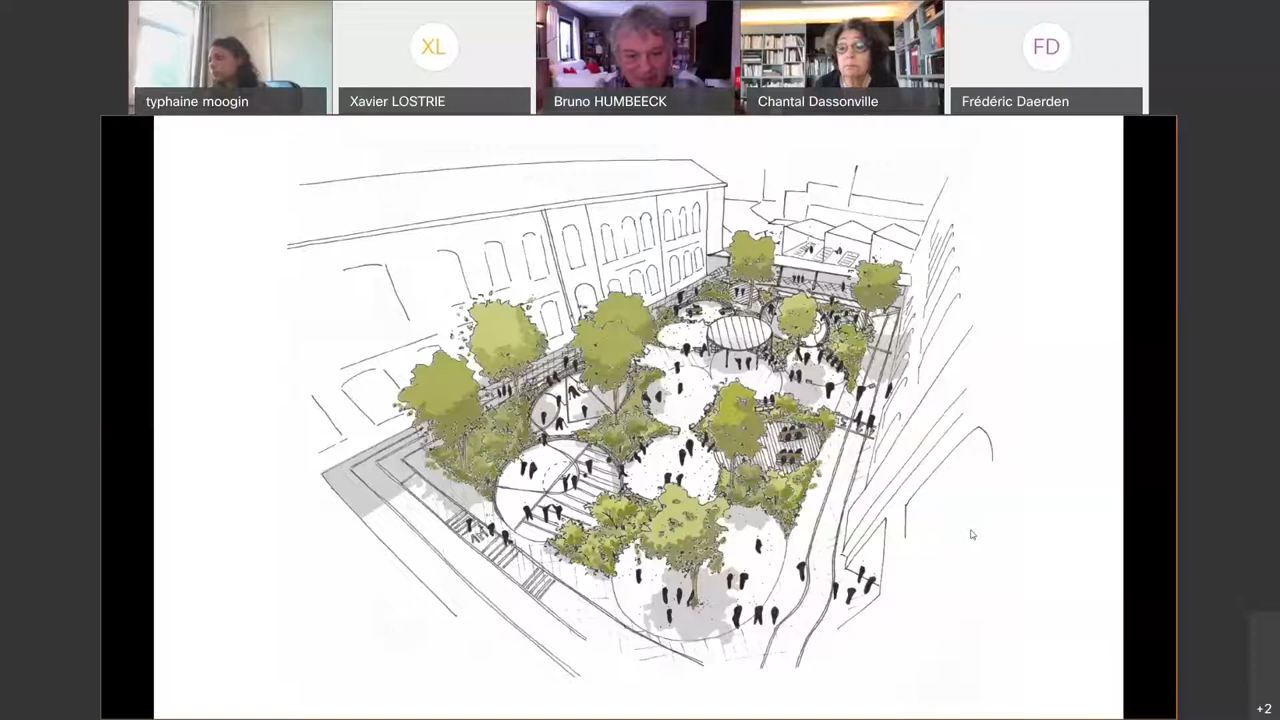 XL
FD
typhaine moogin
Xavier LOSTRIE
Bruno HUMBEECK
Chantal Dassonville
Frédéric Daerden
+2